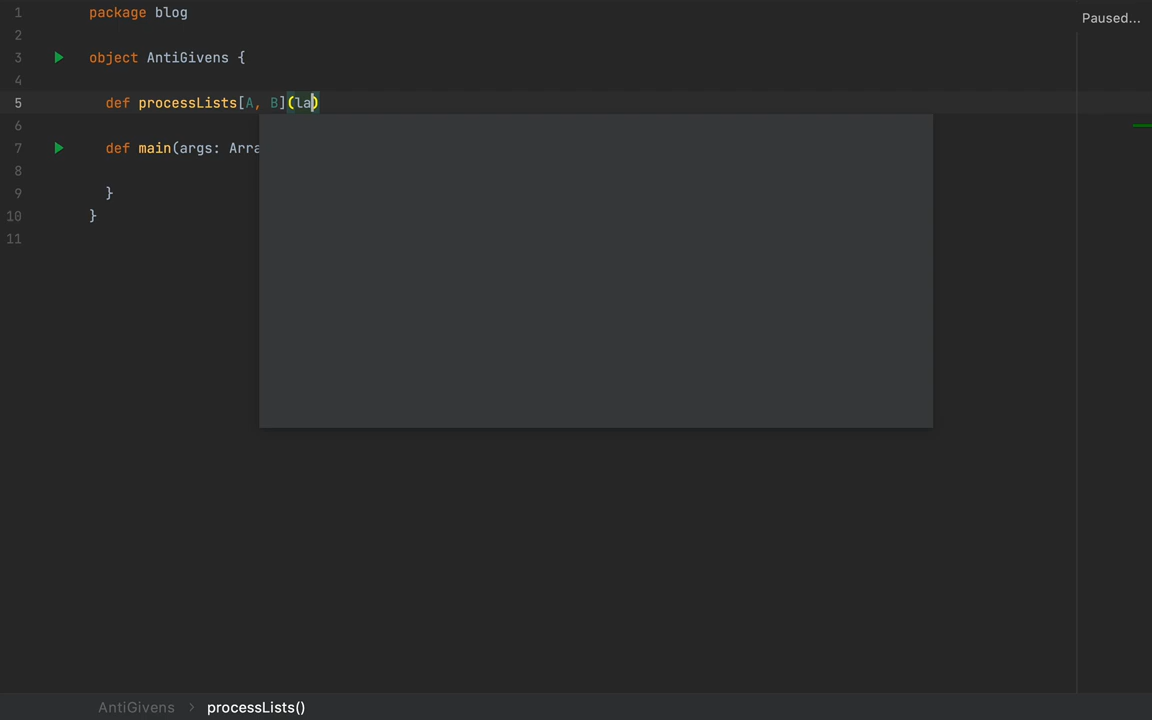 1 package blog
Paused...
2
3 object AntiGivens {
4
5 def processLists[A, B](la)
6
7 def main(args: Arra
8
9 }
10 }
11
AntiGivens > processLists()